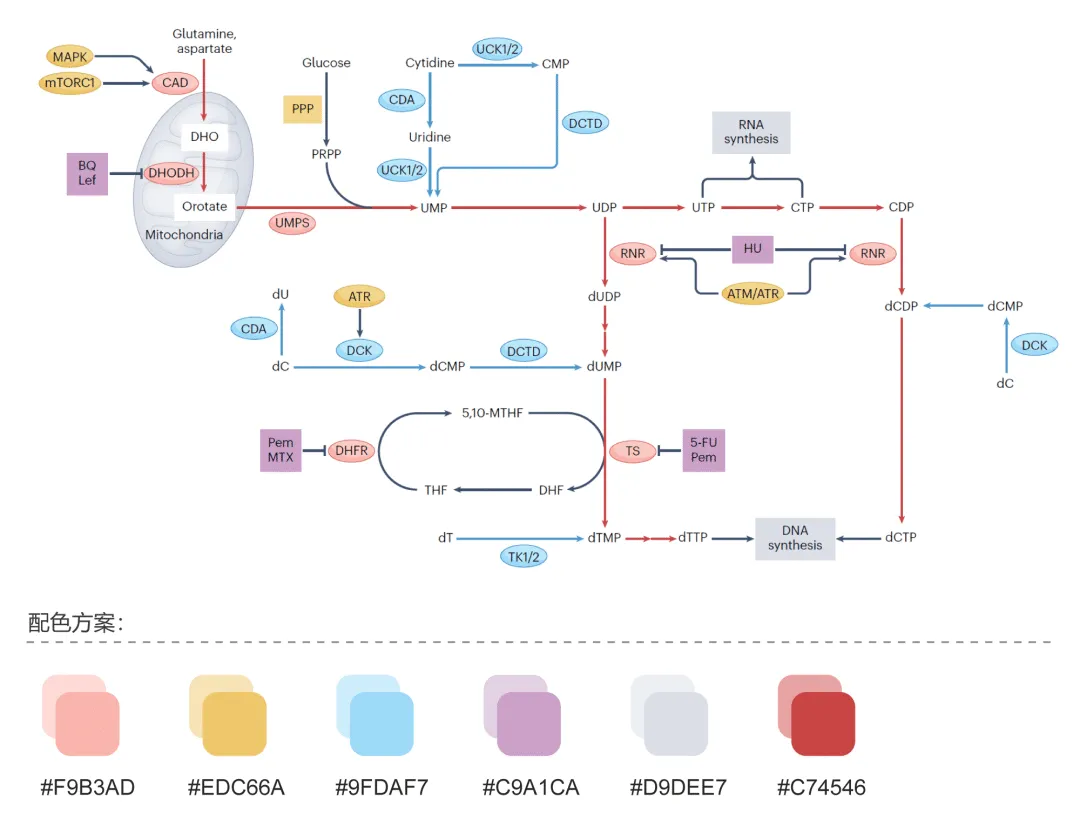 Glutamine,
aspartate
MAPK
mTORC1
CAD
DHO
BQ
Lef
DHODH
Orotate
Mitochondria
UMPS
Glucose
PPP
PRPP
Cytidine
UCK1/2
CMP
CDA
DCTD
Uridine
UCK1/2
UMP
UDP
UTP
CTP
CDP
RNA
synthesis
RNR
HU
RNR
ATM/ATR
dUDP
dCDP
dCMP
DCK
dC
dU
ATR
CDA
DCK
DCTD
dC
dCMP
dUMP
5,10-MTHF
Pem
MTX
DHFR
TS
5-FU
Pem
THF
DHF
dT
TK1/2
dTMP
dTTP
DNA
synthesis
dCTP
配色方案：
#F9B3AD
#EDC66A
#9FDAF7
#C9A1CA
#D9DEE7
#C74546